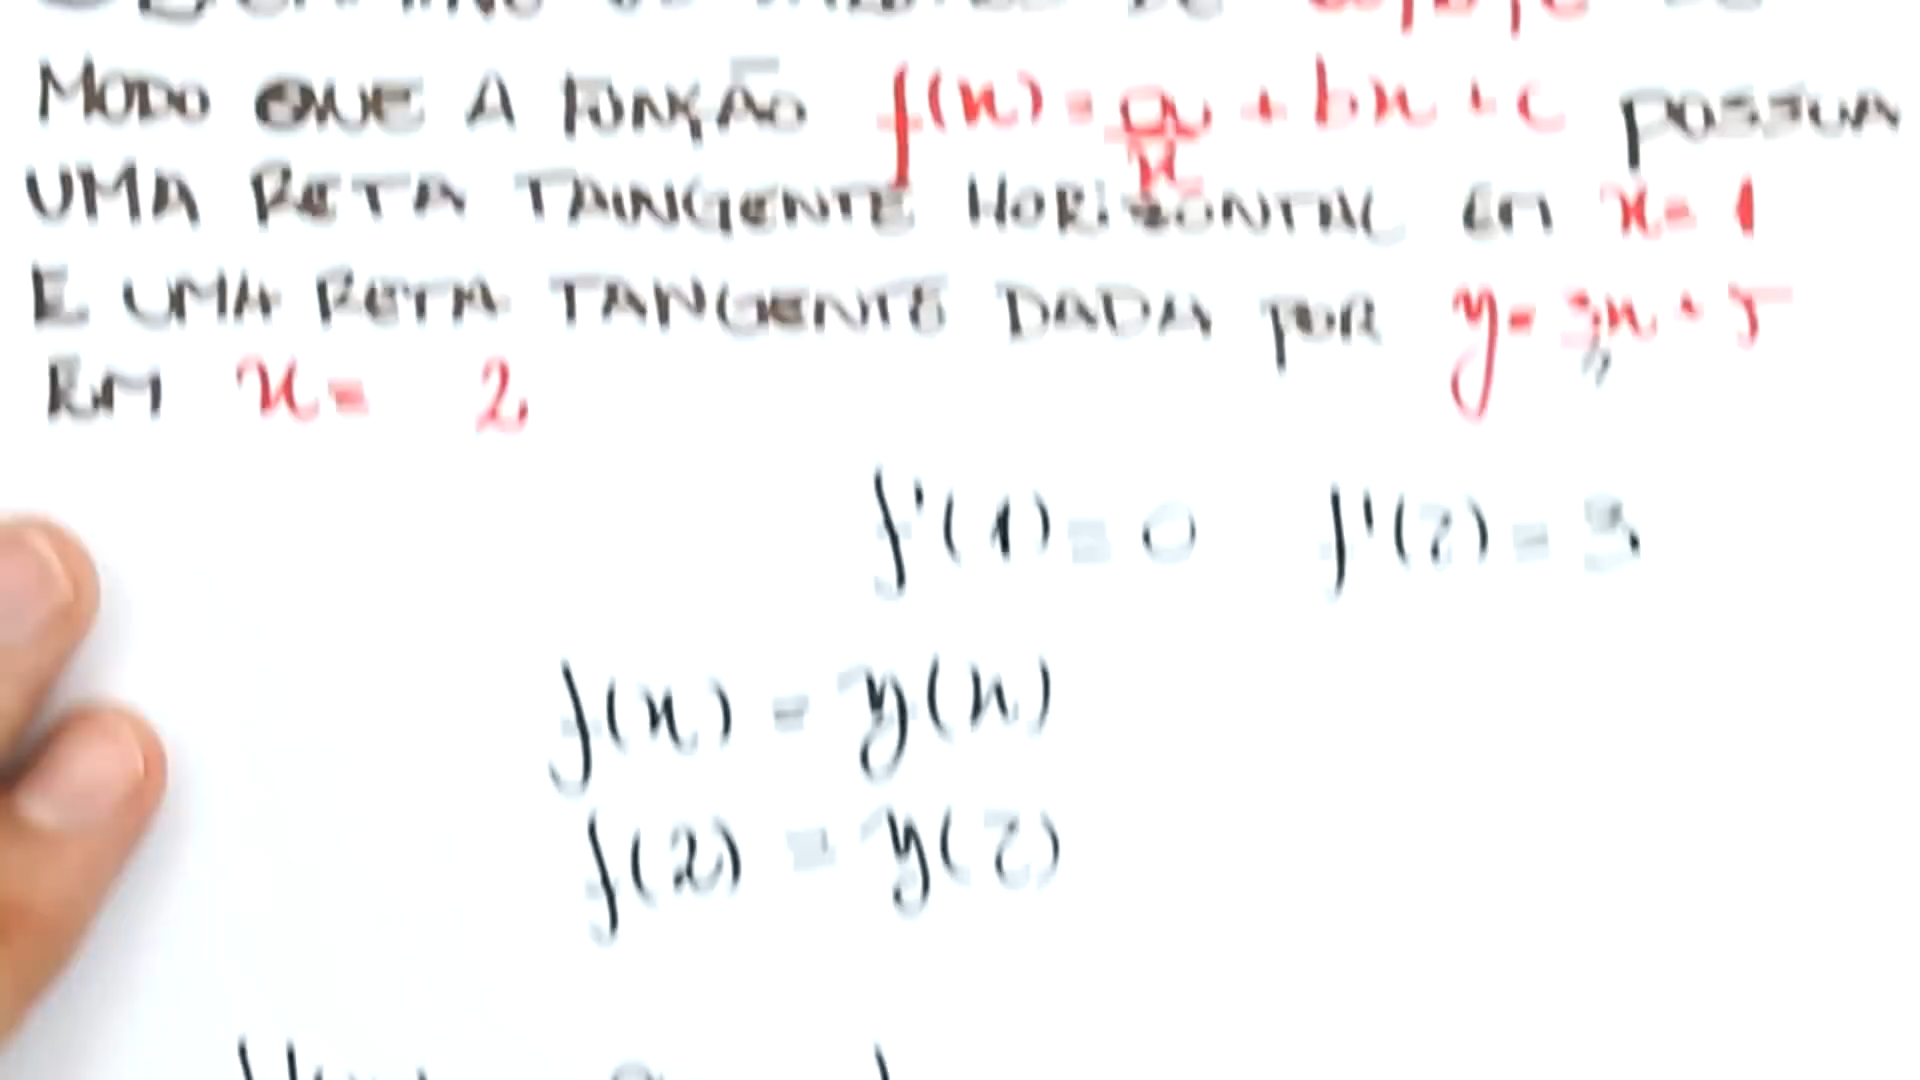 MODO QUE A FUNÇÃO f(x) = a/x + bx + c POSSUA
UMA RETA TANGENTE HORIZONTAL EM x = 1
E UMA RETA TANGENTE DADA POR y = 3x + 5
EM x = 2
f'(1) = 0 f'(2) = 3
f(x) = y(x)
f(2) = y(2)